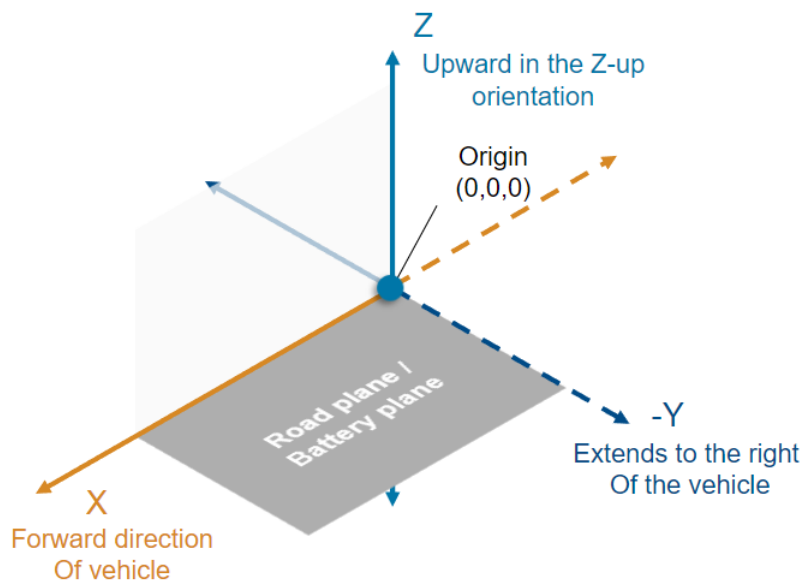 Z
Upward in the Z-up
orientation
Origin
(0,0,0)
Road plane /
Battery plane
-Y
Extends to the right
Of the vehicle
X
Forward direction
Of vehicle